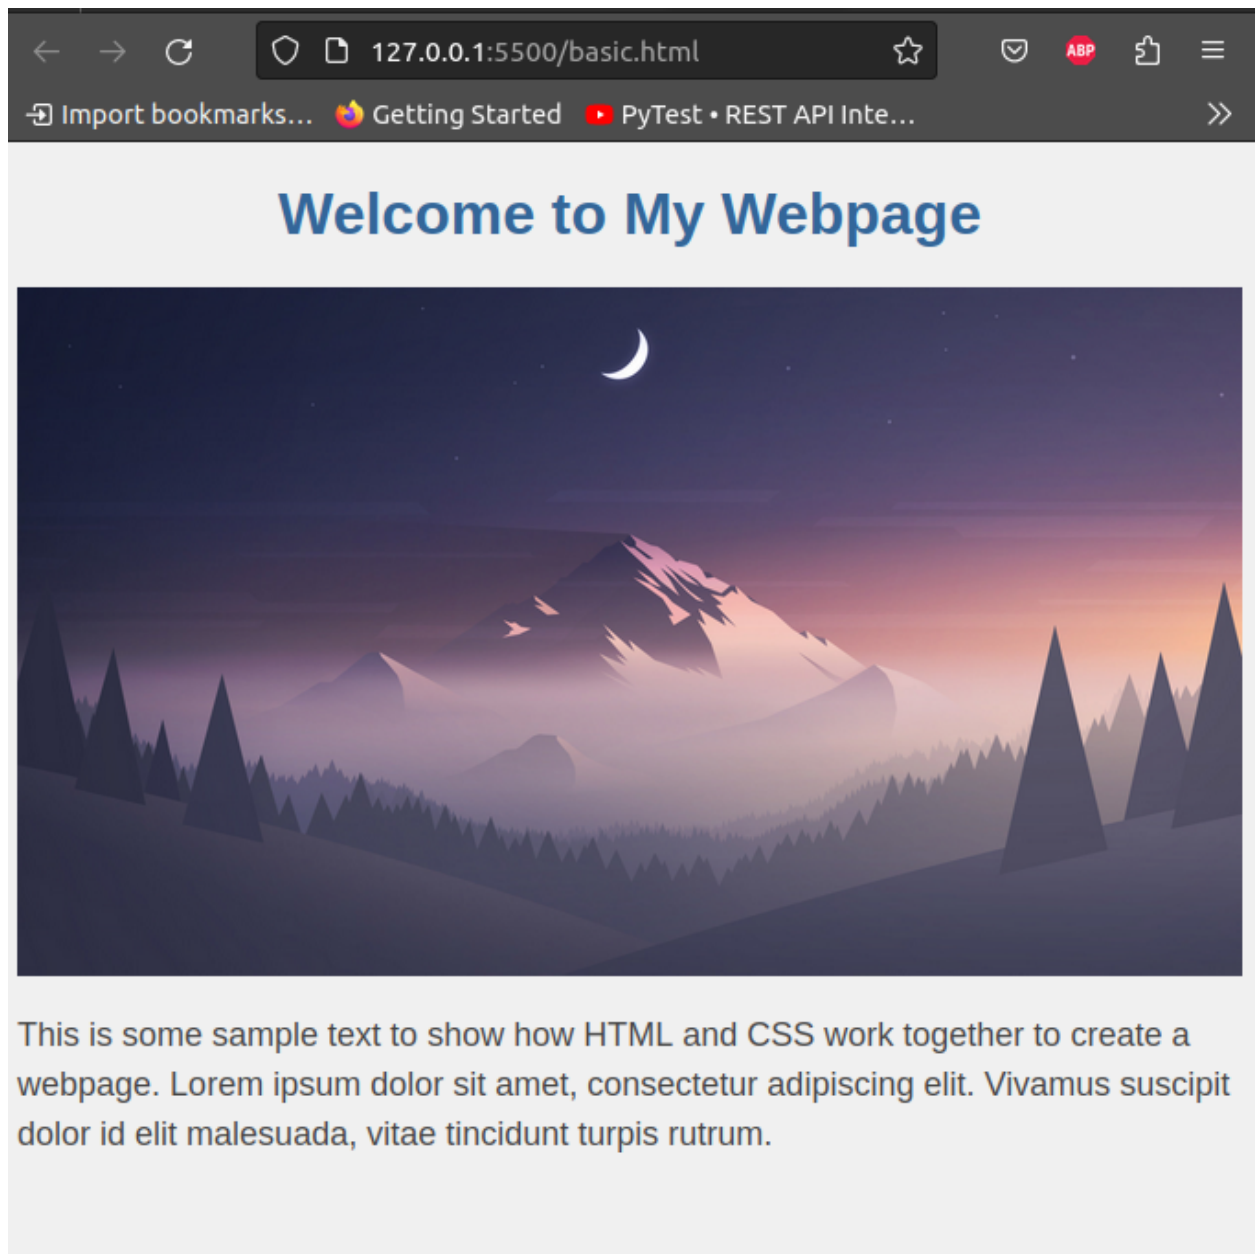 127.0.0.1:5500/basic.html
ABP
Import bookmarks... Getting Started PyTest • REST API Inte...
Welcome to My Webpage
This is some sample text to show how HTML and CSS work together to create a
webpage. Lorem ipsum dolor sit amet, consectetur adipiscing elit. Vivamus suscipit
dolor id elit malesuada, vitae tincidunt turpis rutrum.